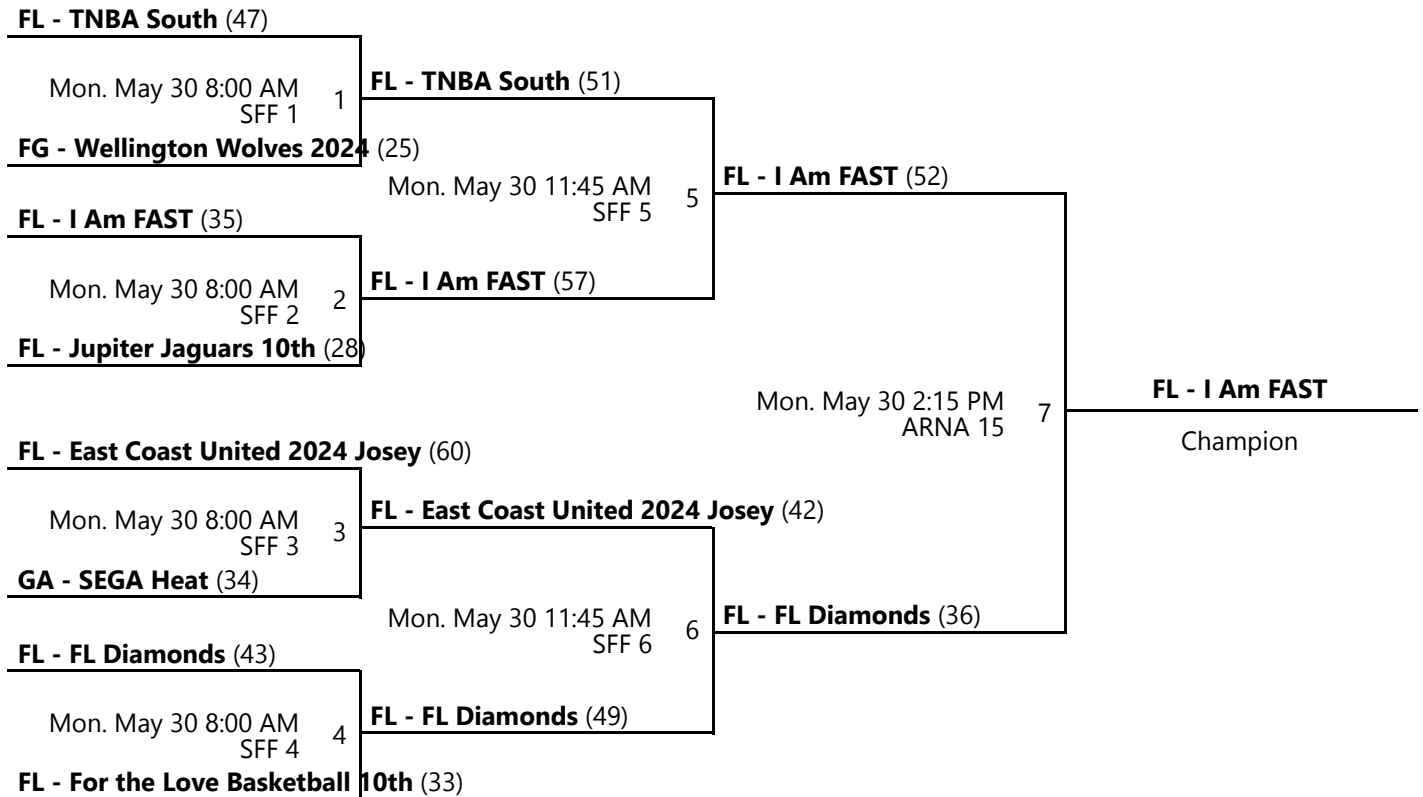 FL - TNBA South (47)
Mon. May 30 8:00 AM
SFF 1
1
FL - TNBA South (51)
FG - Wellington Wolves 2024 (25)
Mon. May 30 11:45 AM
SFF 5
5
FL - I Am FAST (52)
FL - I Am FAST (35)
Mon. May 30 8:00 AM
SFF 2
2
FL - I Am FAST (57)
FL - Jupiter Jaguars 10th (28)
Mon. May 30 2:15 PM
ARNA 15
7
FL - I Am FAST
Champion
FL - East Coast United 2024 Josey (60)
Mon. May 30 8:00 AM
SFF 3
3
FL - East Coast United 2024 Josey (42)
GA - SEGA Heat (34)
Mon. May 30 11:45 AM
SFF 6
6
FL - FL Diamonds (36)
FL - FL Diamonds (43)
Mon. May 30 8:00 AM
SFF 4
4
FL - FL Diamonds (49)
FL - For the Love Basketball 10th (33)